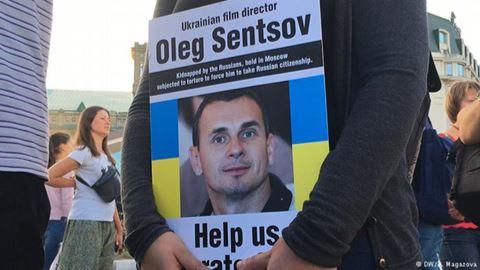 Ukrainian film director
Oleg Sentsov
Kidnapped by the Russians, held in Moscow
subjected to torture to force him to take Russian citizenship.
Help us
© DW/A. Magazova